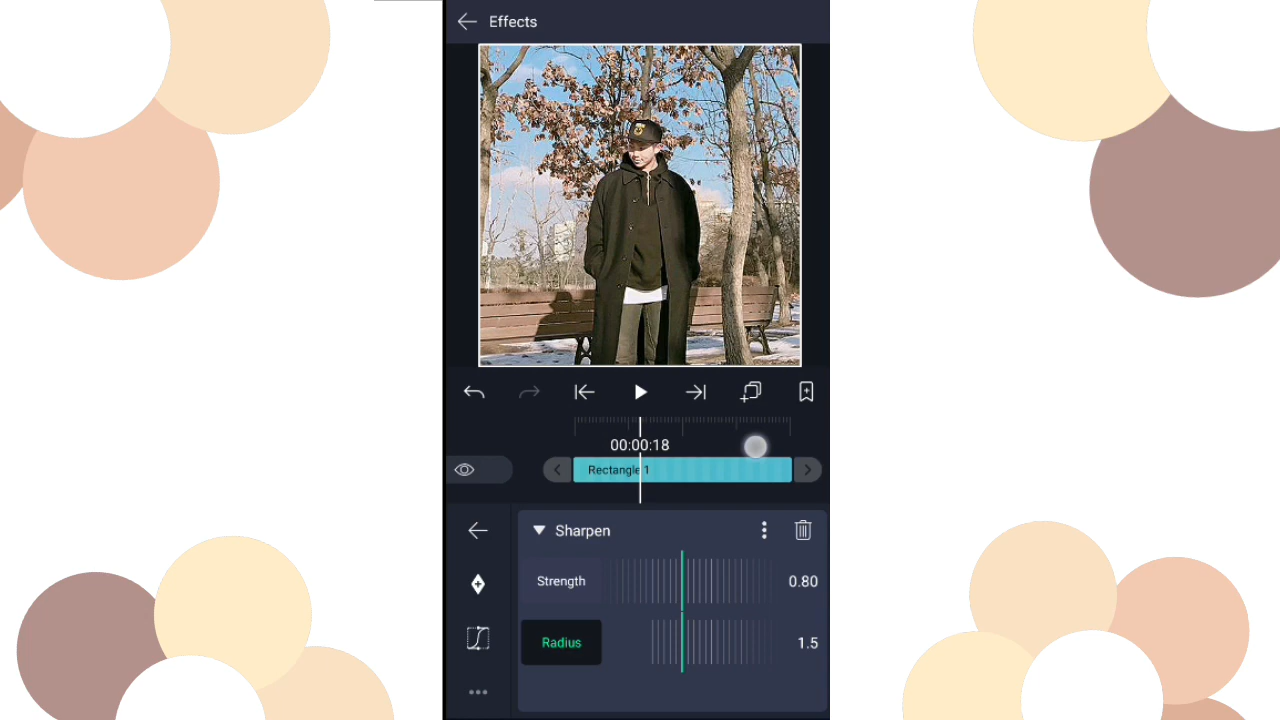 Effects
00:00:18
Rectangle 1
Sharpen
Strength 0.80
Radius 1.5